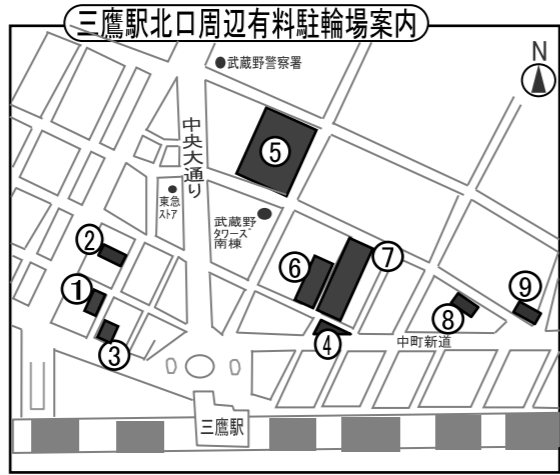 三鷹駅北口周辺有料駐輪場案内
N
武蔵野警察署
中央大通り
⑤
東急
ストア
武蔵野
タワーズ
南棟
②
⑥
⑦
①
⑨
⑧
③
④
中町新道
三鷹駅